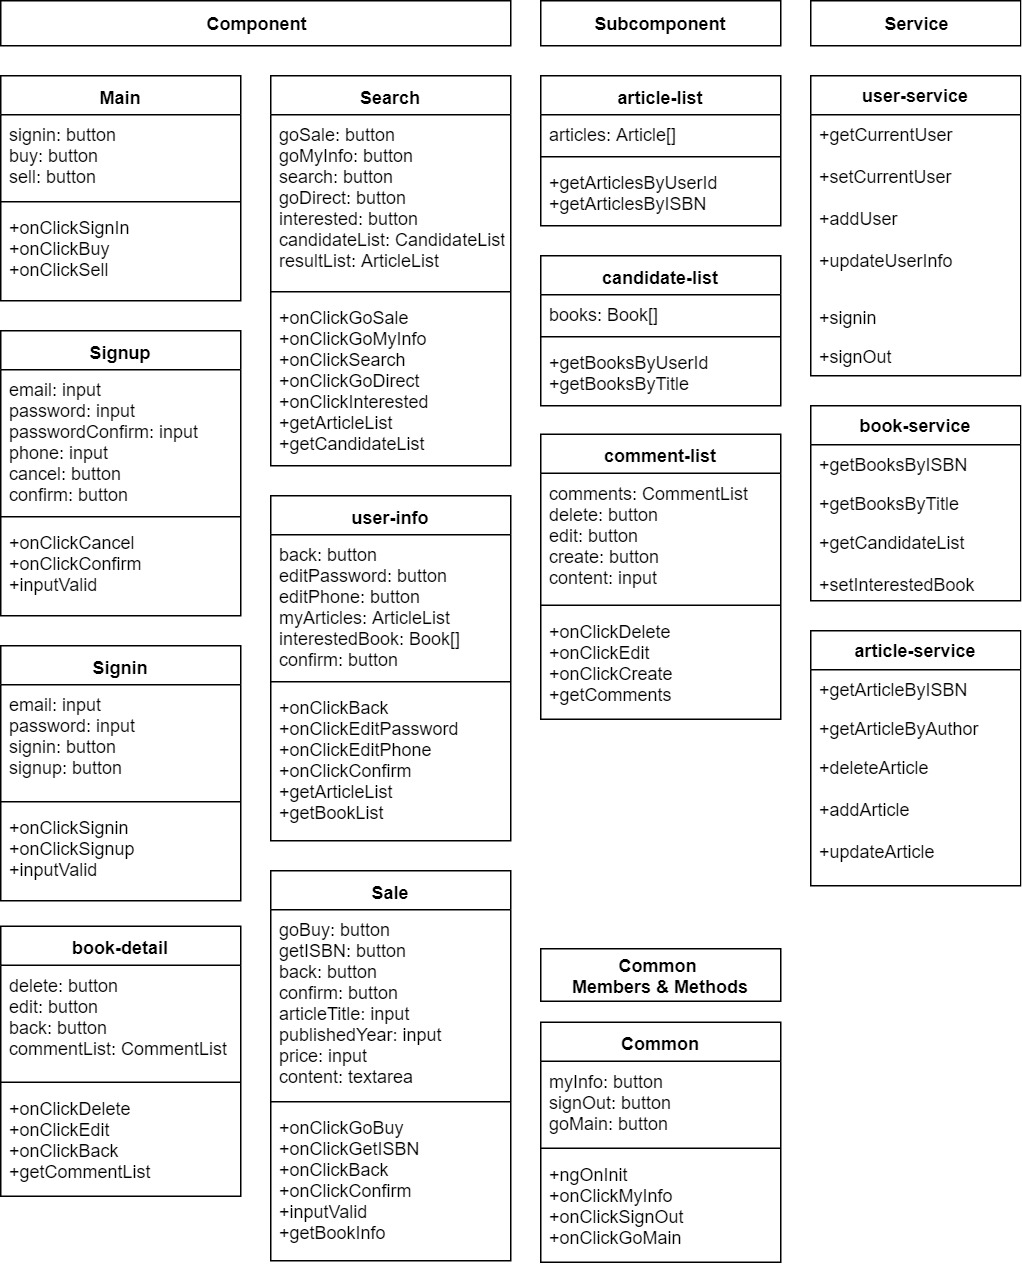 Component
Main
signin: button
buy: button
sell: button
+onClickSignIn
+onClickBuy
+onClickSell
Signup
email: input
password: input
passwordConfirm: input
phone: input
cancel: button
confirm: button
+onClickCancel
+onClickConfirm
+inputValid
Signin
email: input
password: input
signin: button
signup: button
+onClickSignin
+onClickSignup
+inputValid
book-detail
delete: button
edit: button
back: button
commentList: CommentList
+onClickDelete
+onClickEdit
+onClickBack
+getCommentList
Search
goSale: button
goMyInfo: button
search: button
goDirect: button
interested: button
candidateList: CandidateList
resultList: ArticleList
+onClickGoSale
+onClickGoMyInfo
+onClickSearch
+onClickGoDirect
+onClickInterested
+getArticleList
+getCandidateList
user-info
back: button
editPassword: button
editPhone: button
myArticles: ArticleList
interestedBook: Book[]
confirm: button
+onClickBack
+onClickEditPassword
+onClickEditPhone
+onClickConfirm
+getArticleList
+getBookList
Sale
goBuy: button
getISBN: button
back: button
confirm: button
articleTitle: input
publishedYear: input
price: input
content: textarea
+onClickGoBuy
+onClickGetISBN
+onClickBack
+onClickConfirm
+inputValid
+getBookInfo
Subcomponent
article-list
articles: Article[]
+getArticlesByUserId
+getArticlesByISBN
candidate-list
books: Book[]
+getBooksByUserId
+getBooksByTitle
comment-list
comments: CommentList
delete: button
edit: button
create: button
content: input
+onClickDelete
+onClickEdit
+onClickCreate
+getComments
Common
Members & Methods
Common
myInfo: button
signOut: button
goMain: button
+ngOnInit
+onClickMyInfo
+onClickSignOut
+onClickGoMain
Service
user-service
+getCurrentUser
+setCurrentUser
+addUser
+updateUserInfo
+signin
+signOut
book-service
+getBooksByISBN
+getBooksByTitle
+getCandidateList
+setInterestedBook
article-service
+getArticleByISBN
+getArticleByAuthor
+deleteArticle
+addArticle
+updateArticle